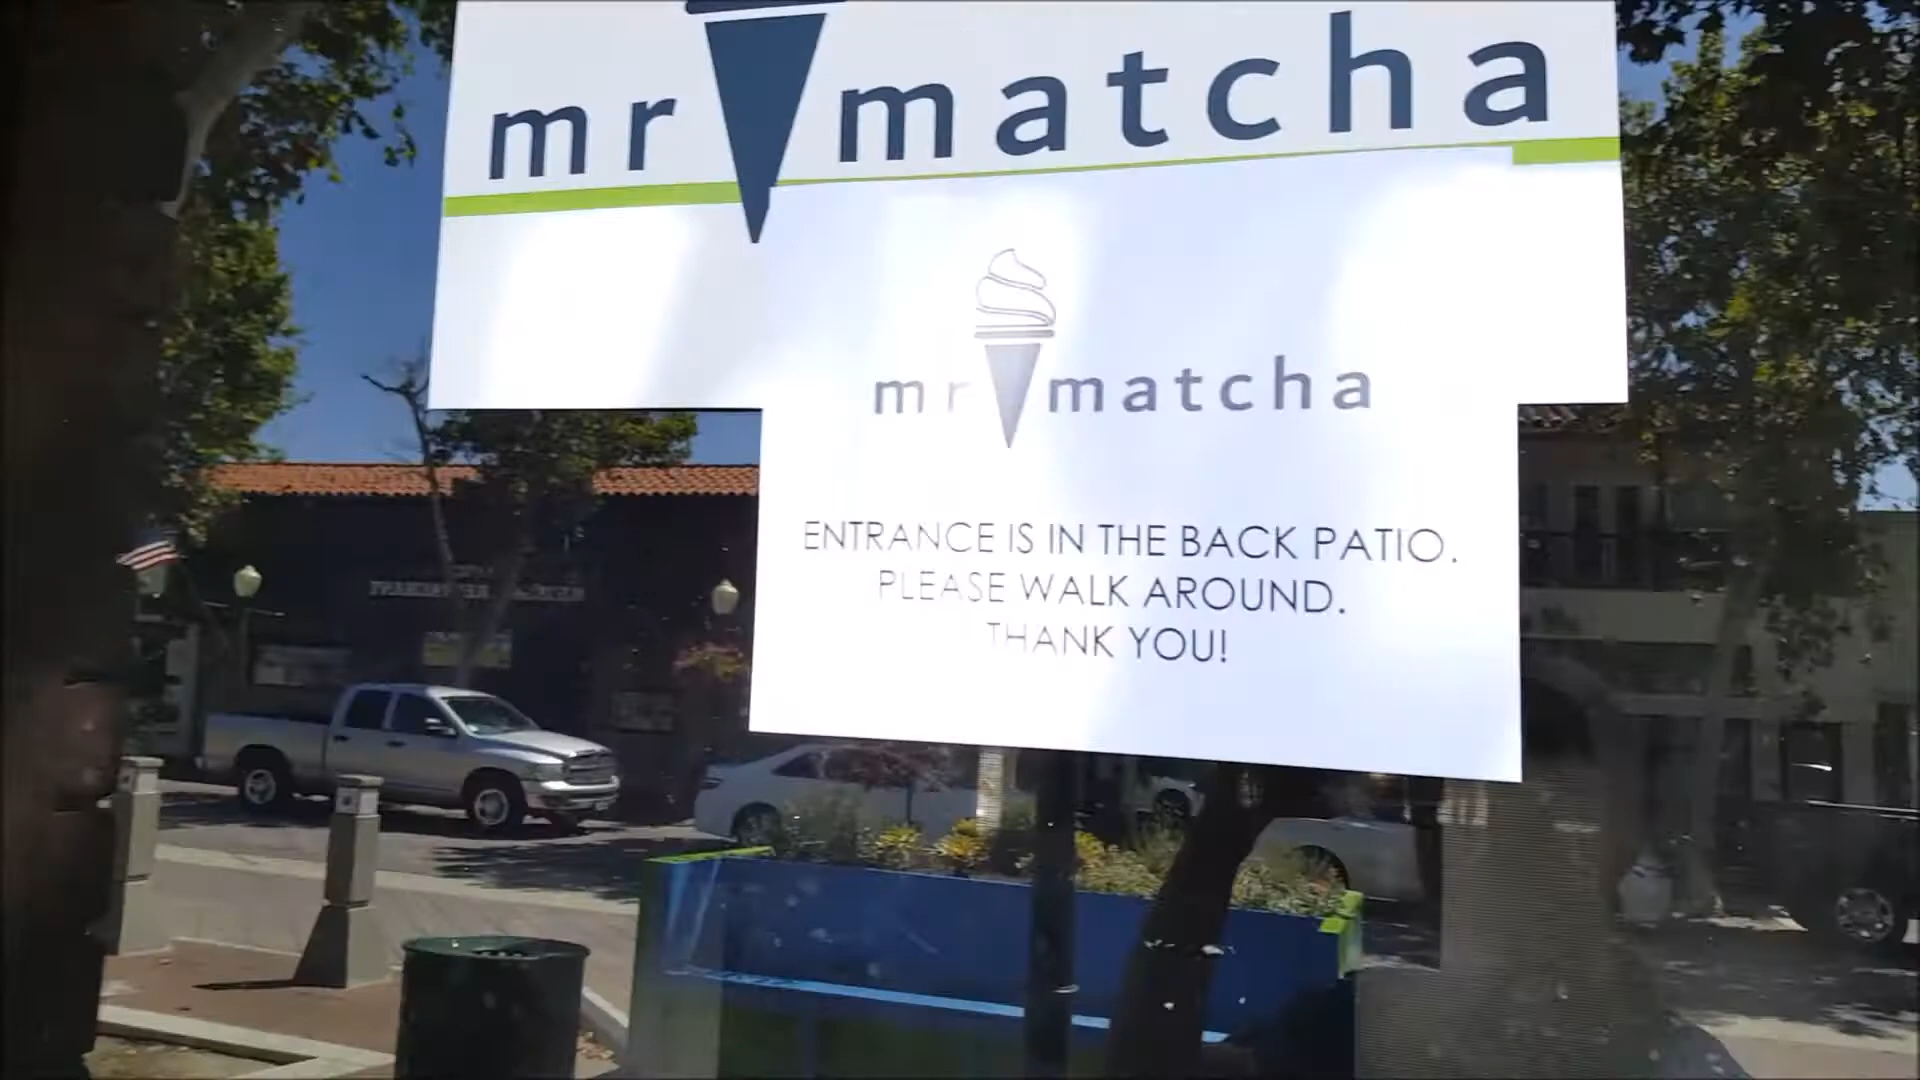 mr matcha
mr matcha
ENTRANCE IS IN THE BACK PATIO.
PLEASE WALK AROUND.
THANK YOU!